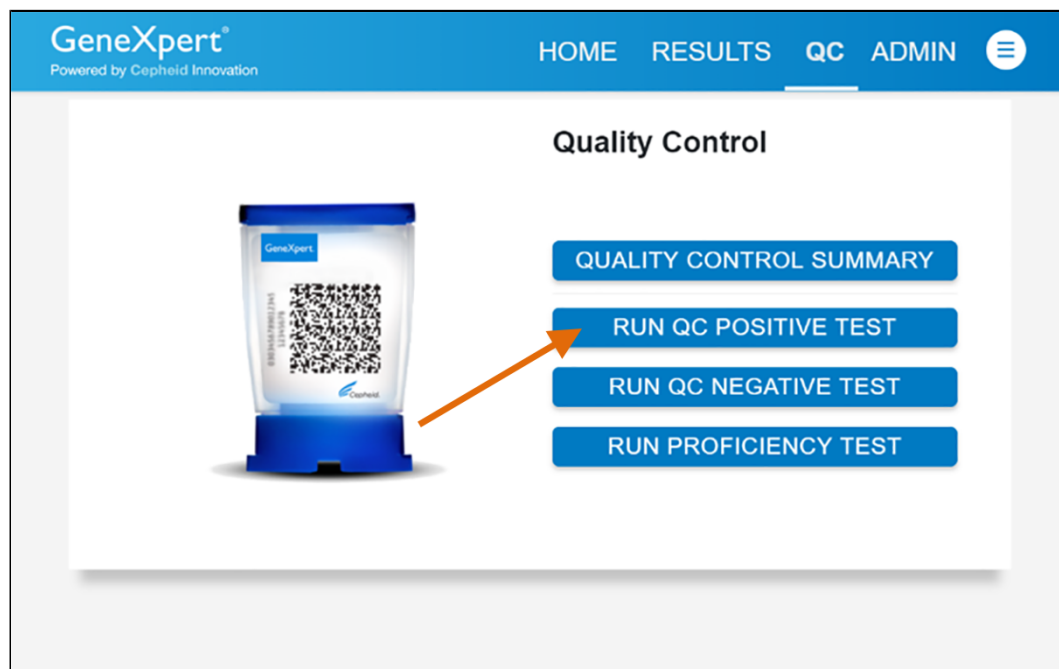 GeneXpert®
Powered by Cepheid Innovation
HOME RESULTS QC ADMIN
Quality Control
GeneXpert
Cepheid.
QUALITY CONTROL SUMMARY
RUN QC POSITIVE TEST
RUN QC NEGATIVE TEST
RUN PROFICIENCY TEST